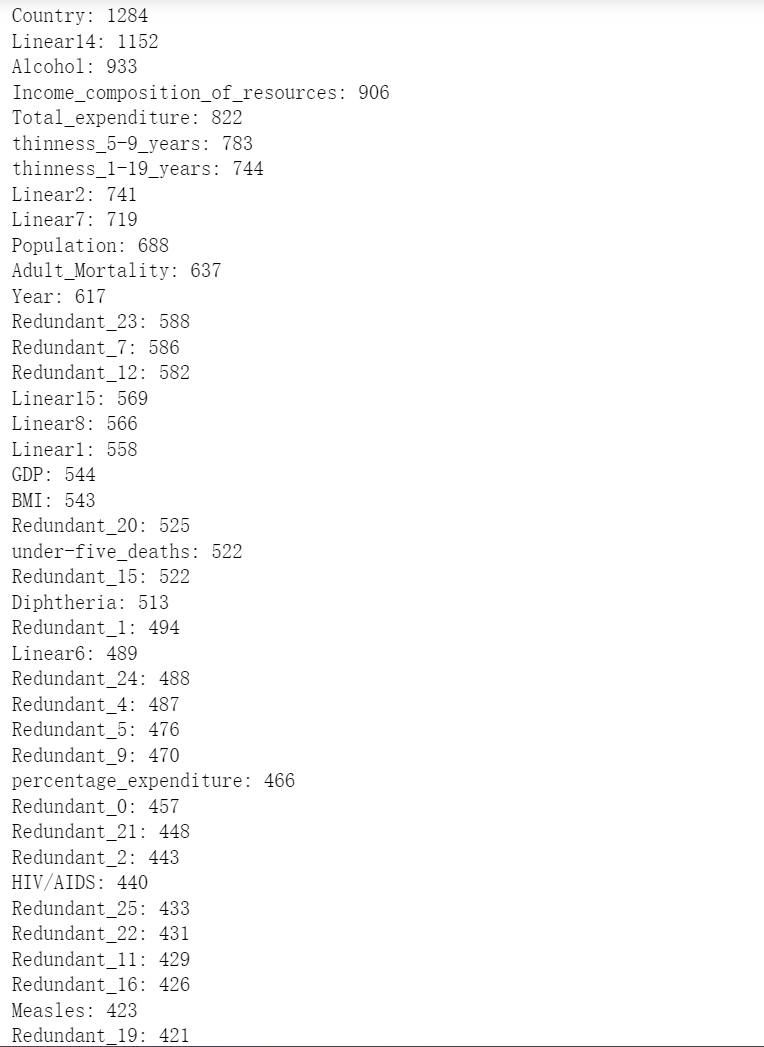 Country: 1284
Linear14: 1152
Alcohol: 933
Income_composition_of_resources: 906
Total_expenditure: 822
thinness_5-9_years: 783
thinness_1-19_years: 744
Linear2: 741
Linear7: 719
Population: 688
Adult_Mortality: 637
Year: 617
Redundant_23: 588
Redundant_7: 586
Redundant_12: 582
Linear15: 569
Linear8: 566
Linear1: 558
GDP: 544
BMI: 543
Redundant_20: 525
under-five_deaths: 522
Redundant_15: 522
Diphtheria: 513
Redundant_1: 494
Linear6: 489
Redundant_24: 488
Redundant_4: 487
Redundant_5: 476
Redundant_9: 470
percentage_expenditure: 466
Redundant_0: 457
Redundant_21: 448
Redundant_2: 443
HIV/AIDS: 440
Redundant_25: 433
Redundant_22: 431
Redundant_11: 429
Redundant_16: 426
Measles: 423
Redundant_19: 421